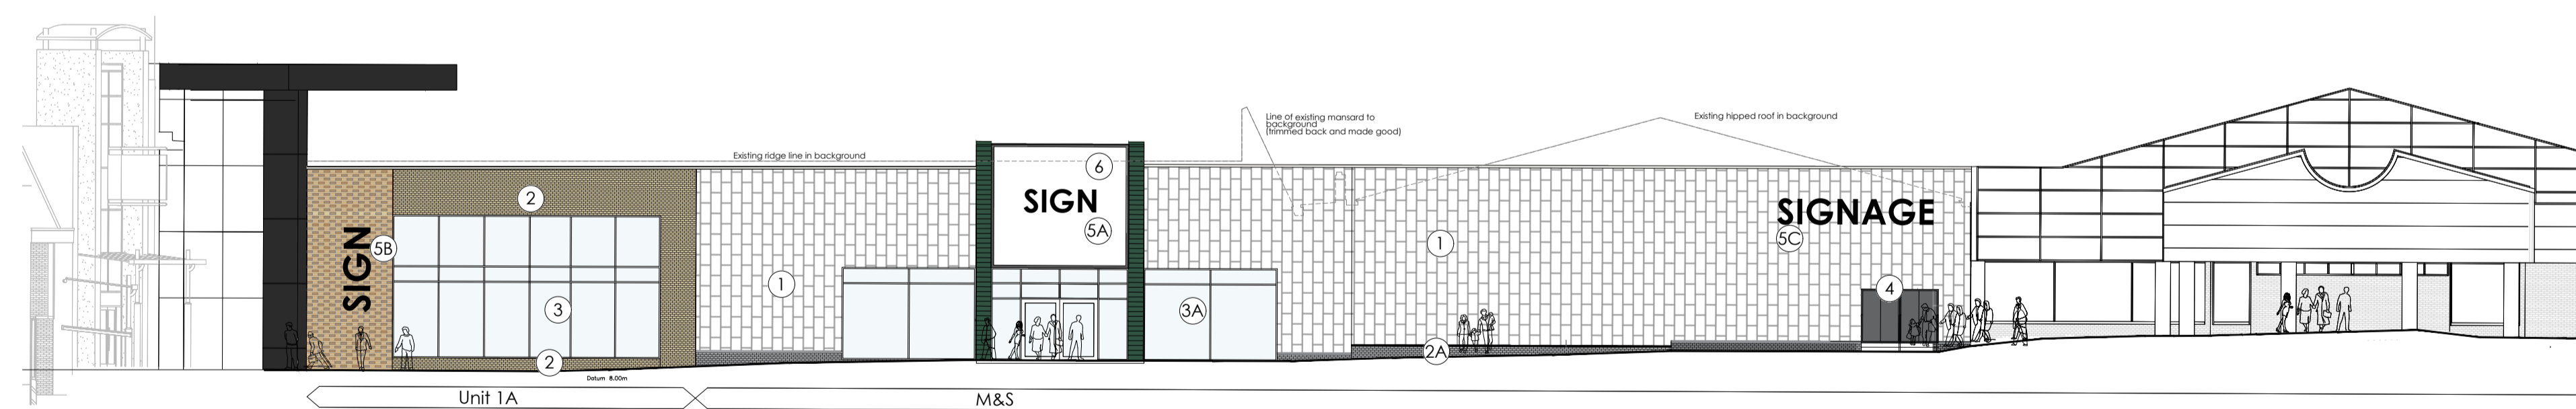 Line of existing mansard to
background
(trimmed back and made good)
Existing hipped roof in background
Existing ridge line in background
6
2
SIGN
SIGNAGE
5A
5B
SIGN
5C
1
1
4
3
3A
2A
2
Datum 8.00m
Unit 1A
M&S